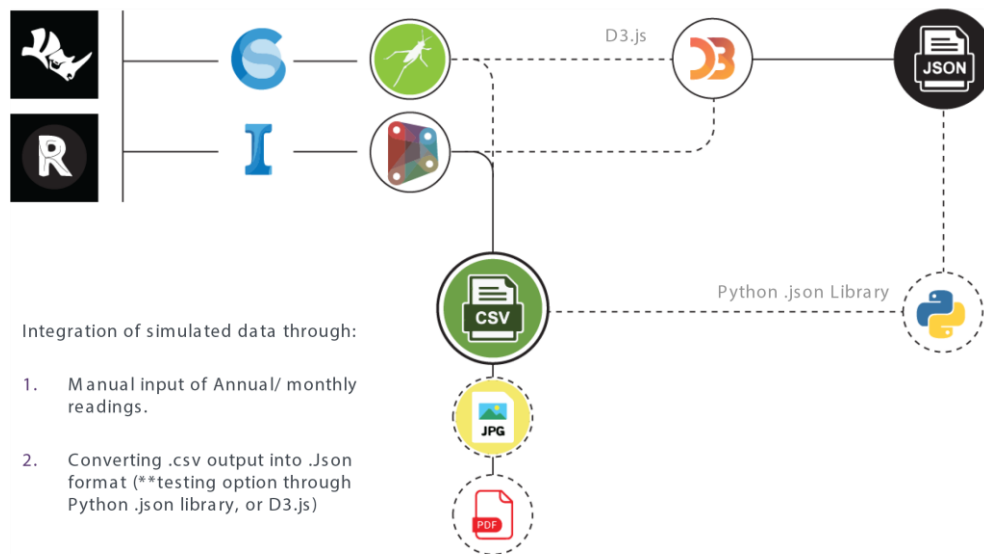 D3.js
JSON
R
I
CSV
Python .json Library
Integration of simulated data through:
1. Manual input of Annual/ monthly
readings.
JPG
2. Converting .csv output into .Json
format (**testing option through
Python .json library, or D3.js)
PDF